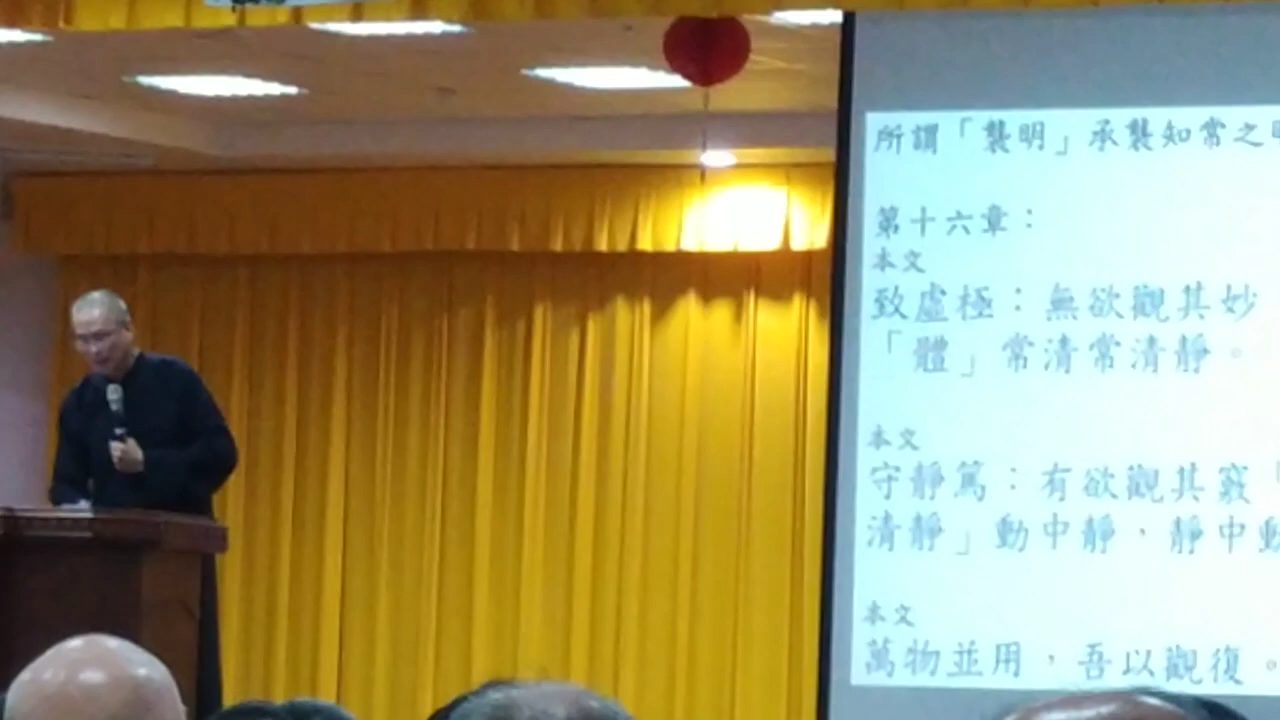 所謂「襲明」承襲知常之明
第十六章：
本文
致虛極：無欲觀其妙
「體」常清常清靜。
本文
守靜篤：有欲觀其竅「
清靜」動中靜，靜中動
本文
萬物並用，吾以觀復。